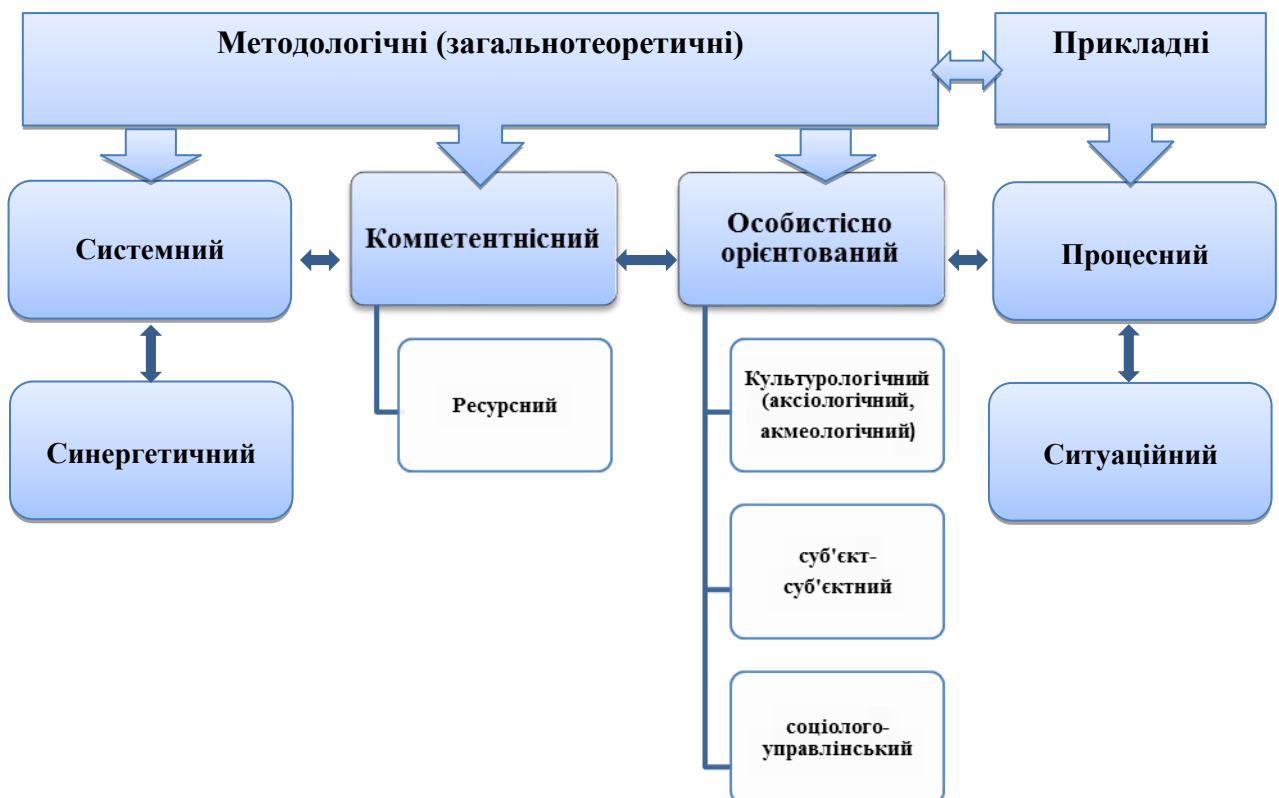 Методологічні (загальнотеоретичні)
Прикладні
Системний
Компетентнісний
Особистісно
орієнтований
Процесний
Синергетичний
Ресурсний
Культурологічний
(аксіологічний,
акмеологічний)
Ситуаційний
суб'єкт-
суб'єктний
соціолого-
управлінський